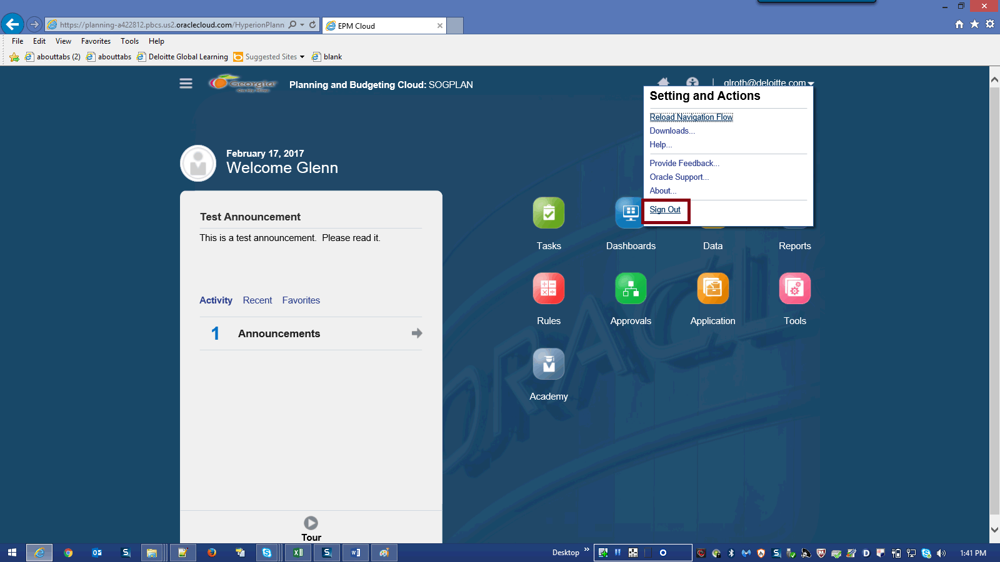 https://planning-a422812.pbcs.us2.oraclecloud.com/HyperionPlann
EPM Cloud
File Edit View Favorites Tools Help
abouttabs (2) abouttabs Deloitte Global Learning Suggested Sites blank
Georgia
Planning and Budgeting Cloud: SOGPLAN
glroth@deloitte.com
Setting and Actions
Reload Navigation Flow
Downloads...
Help...
Provide Feedback...
Oracle Support...
About...
Sign Out
February 17, 2017
Welcome Glenn
Test Announcement
This is a test announcement.  Please read it.
Activity Recent Favorites
1 Announcements
Tour
Tasks Dashboards Data Reports
Rules Approvals Application Tools
Academy
ORACL
Desktop
1:41 PM